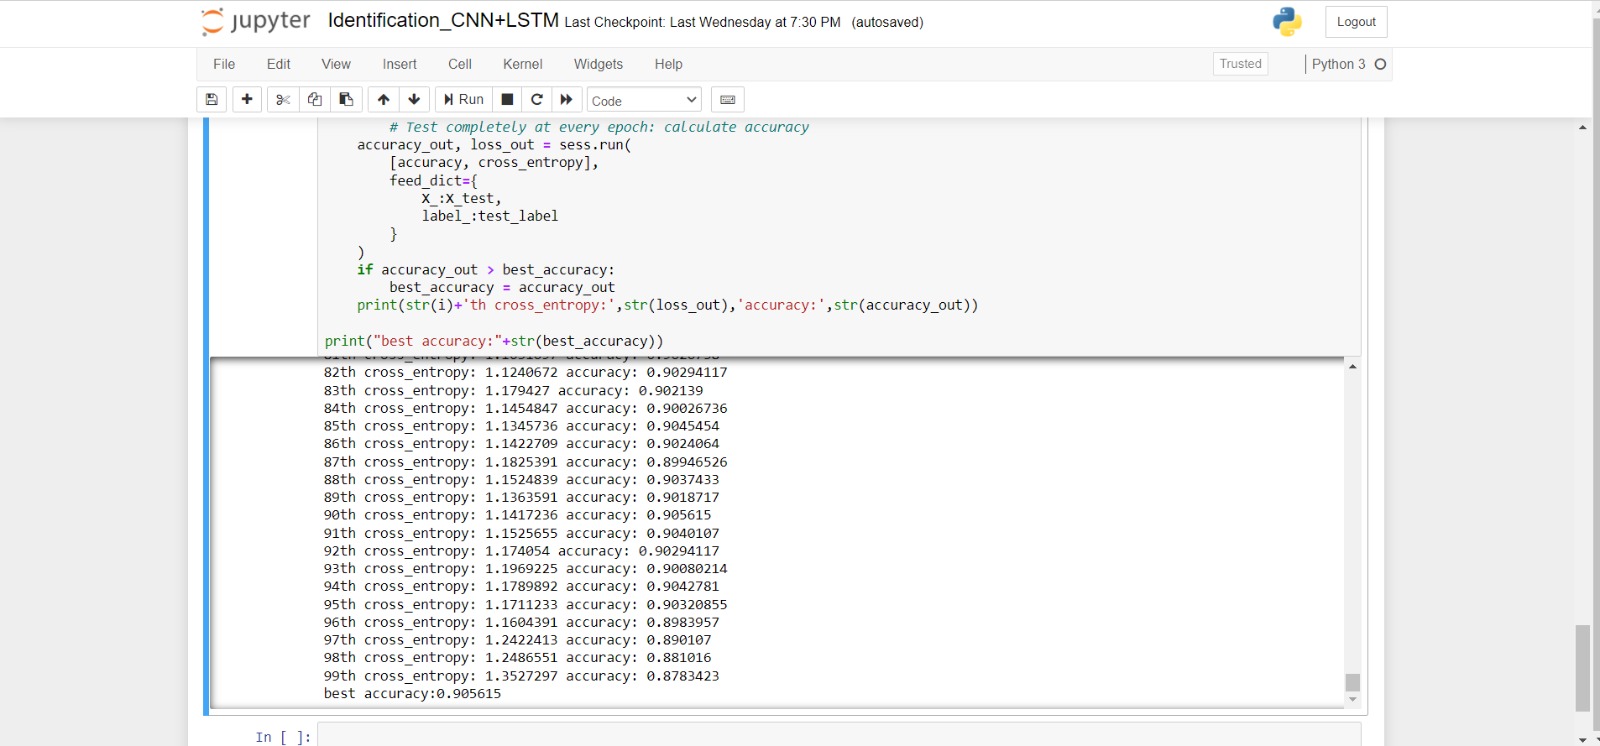 jupyter Identification_CNN+LSTM Last Checkpoint: Last Wednesday at 7:30 PM (autosaved) Logout
File Edit View Insert Cell Kernel Widgets Help Trusted Python 3
Run Code
# Test completely at every epoch: calculate accuracy
accuracy_out, loss_out = sess.run(
[accuracy, cross_entropy],
feed_dict={
X_:X_test,
label_:test_label
}
)
if accuracy_out > best_accuracy:
best_accuracy = accuracy_out
print(str(i)+'th cross_entropy:',str(loss_out),'accuracy:',str(accuracy_out))
print("best accuracy:"+str(best_accuracy))
82th cross_entropy: 1.1240672 accuracy: 0.90294117
83th cross_entropy: 1.179427 accuracy: 0.902139
84th cross_entropy: 1.1454847 accuracy: 0.90026736
85th cross_entropy: 1.1345736 accuracy: 0.9045454
86th cross_entropy: 1.1422709 accuracy: 0.9024064
87th cross_entropy: 1.1825391 accuracy: 0.89946526
88th cross_entropy: 1.1524839 accuracy: 0.9037433
89th cross_entropy: 1.1363591 accuracy: 0.9018717
90th cross_entropy: 1.1417236 accuracy: 0.905615
91th cross_entropy: 1.1525655 accuracy: 0.9040107
92th cross_entropy: 1.174054 accuracy: 0.90294117
93th cross_entropy: 1.1969225 accuracy: 0.90080214
94th cross_entropy: 1.1789892 accuracy: 0.9042781
95th cross_entropy: 1.1711233 accuracy: 0.90320855
96th cross_entropy: 1.1604391 accuracy: 0.8983957
97th cross_entropy: 1.2422413 accuracy: 0.890107
98th cross_entropy: 1.2486551 accuracy: 0.881016
99th cross_entropy: 1.3527297 accuracy: 0.8783423
best accuracy:0.905615
In [ ]: